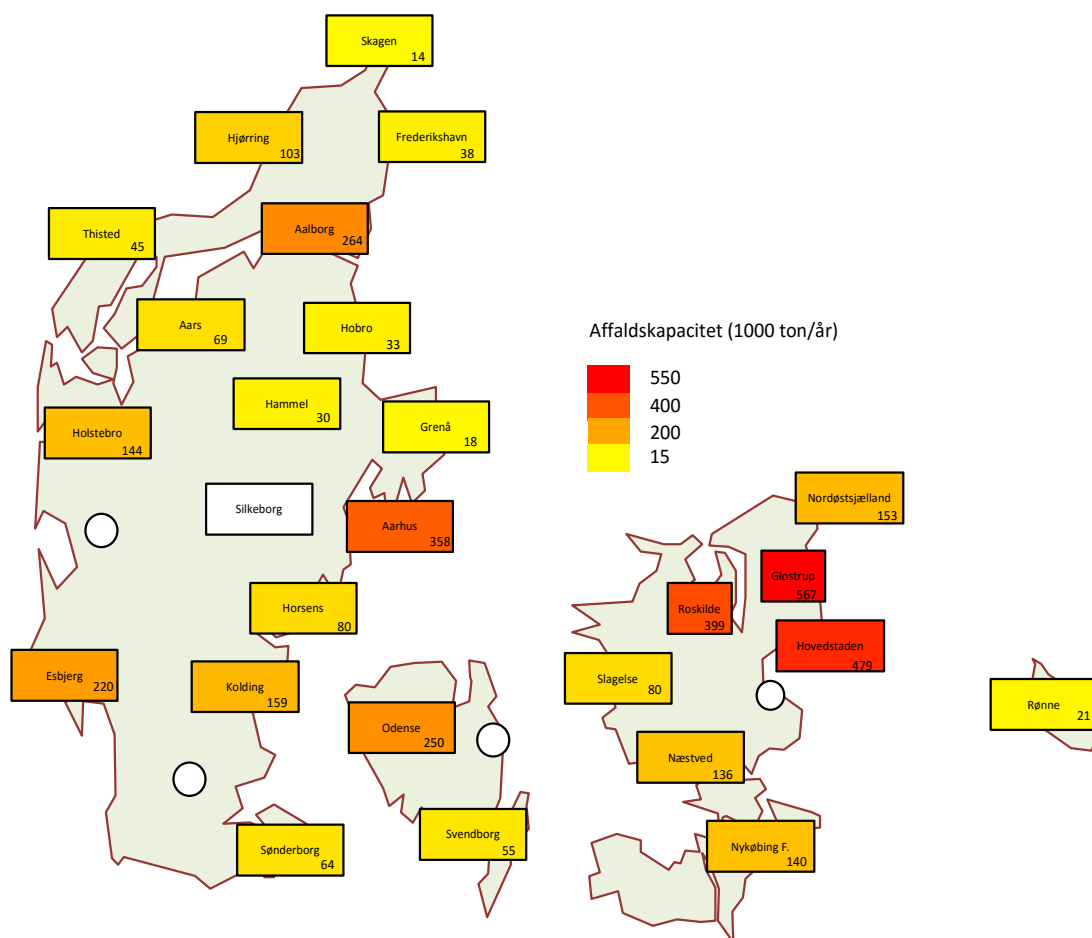 Skagen
14
Hjørring
103
Frederikshavn
38
Thisted
45
Aalborg
264
Aars
69
Hobro
33
Affaldskapacitet (1000 ton/år)
550
400
200
15
Hammel
30
Holstebro
144
Grenå
18
Silkeborg
Aarhus
358
Nordøstsjælland
153
Glostrup
567
Horsens
80
Roskilde
399
Hovedstaden
479
Esbjerg
220
Kolding
159
Slagelse
80
Rønne
21
Odense
250
Næstved
136
Sønderborg
64
Svendborg
55
Nykøbing F.
140